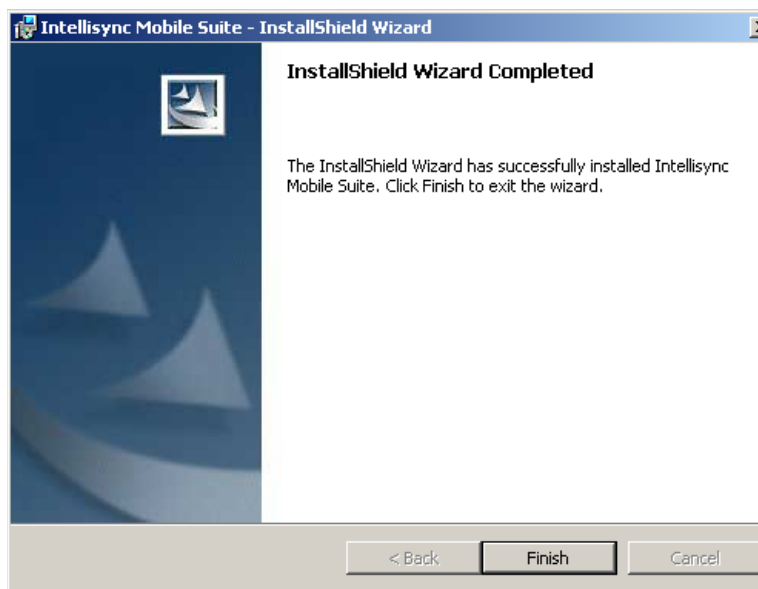 Intellisync Mobile Suite - InstallShield Wizard
InstallShield Wizard Completed
The InstallShield Wizard has successfully installed Intellisync
Mobile Suite. Click Finish to exit the wizard.
< Back
Finish
Cancel